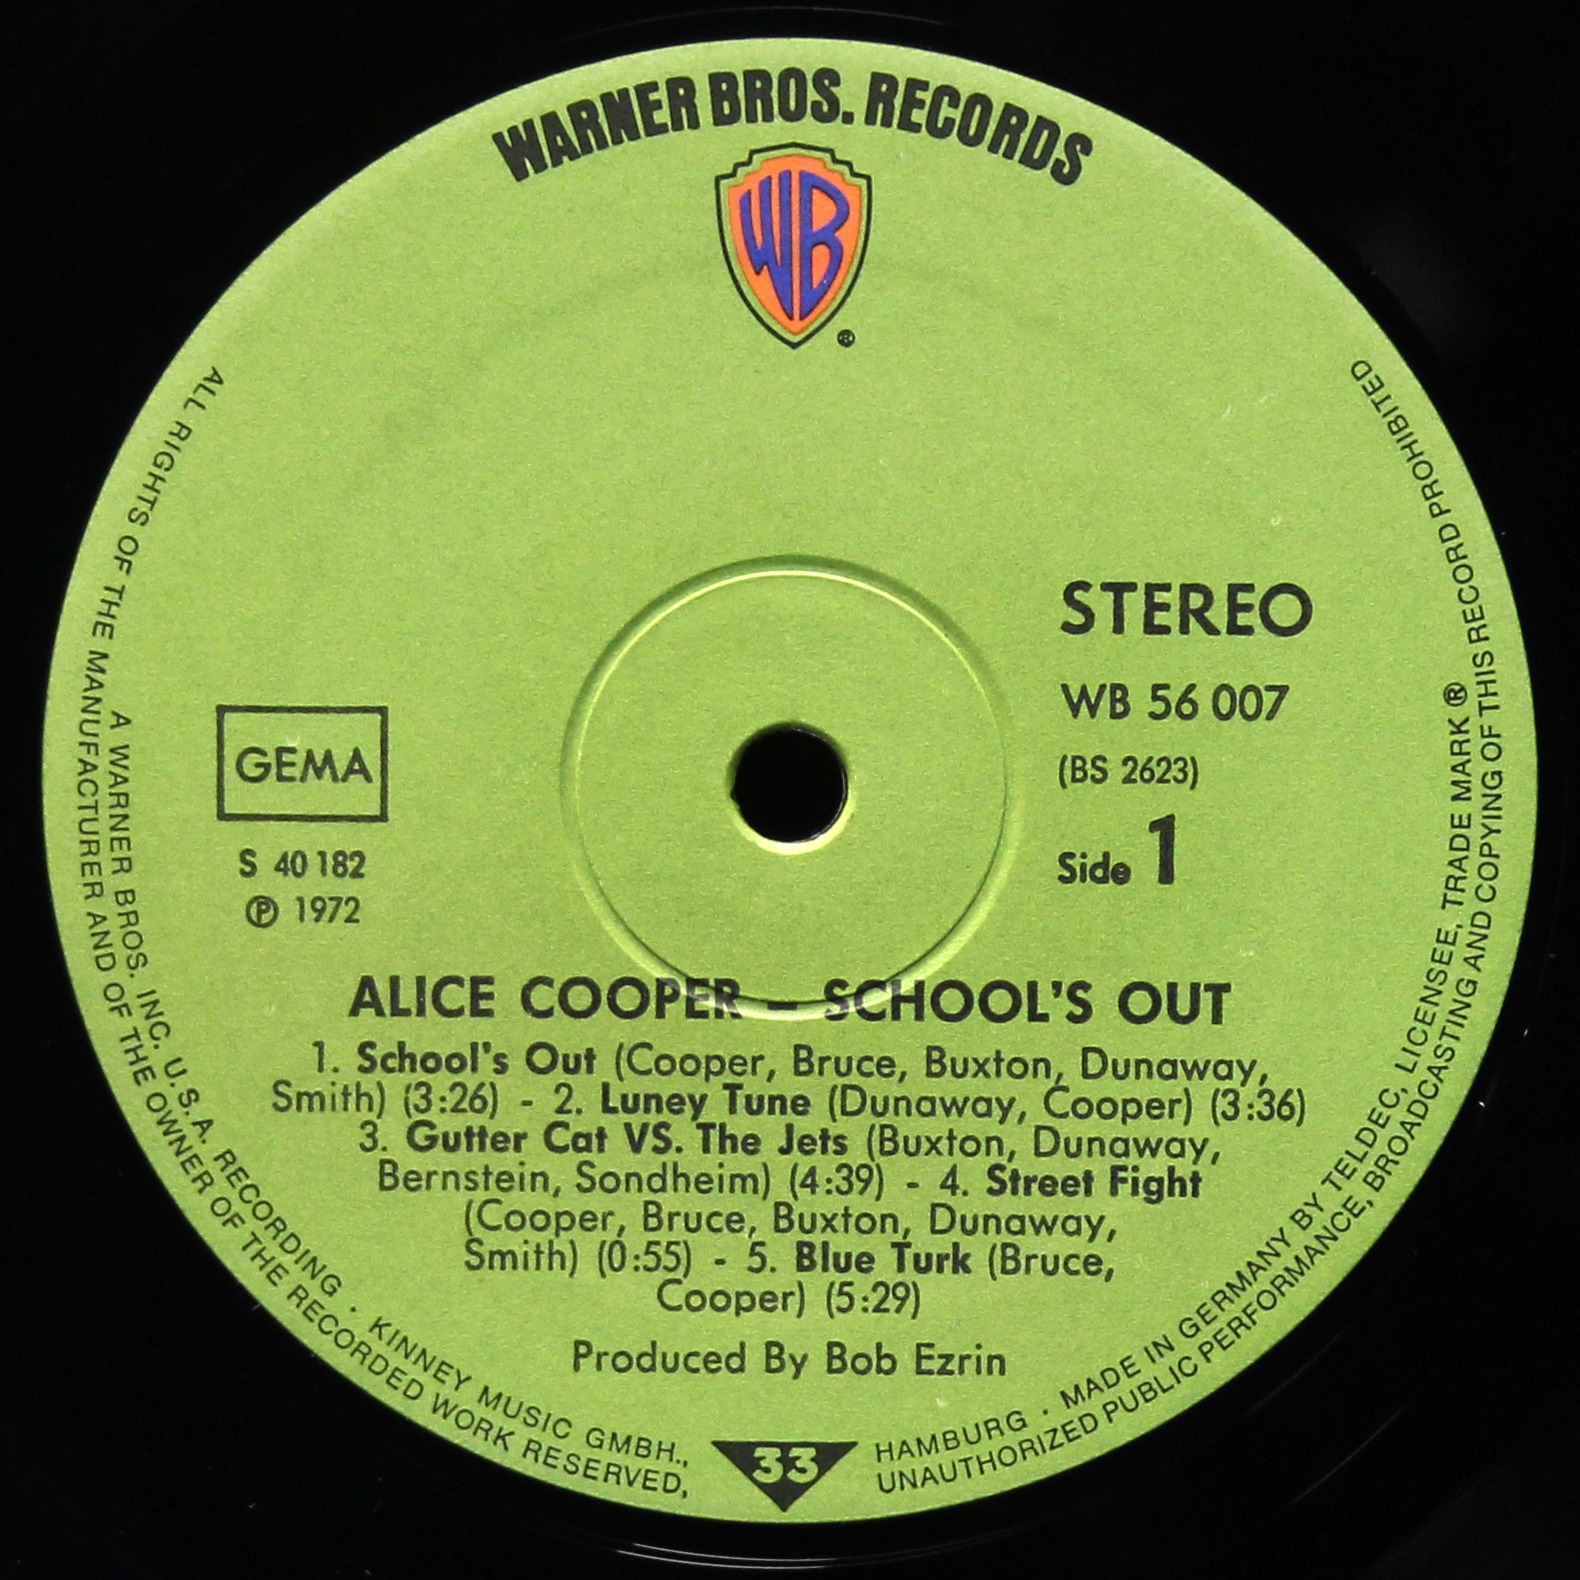 WARNER BROS. RECORDS
WB
®
STEREO
WB 56 007
(BS 2623)
Side 1
GEMA
S 40 182
Ⓟ 1972
ALICE COOPER – SCHOOL'S OUT
1. School's Out (Cooper, Bruce, Buxton, Dunaway,
Smith) (3:26) - 2. Luney Tune (Dunaway, Cooper) (3:36)
3. Gutter Cat VS. The Jets (Buxton, Dunaway,
Bernstein, Sondheim) (4:39) - 4. Street Fight
(Cooper, Bruce, Buxton, Dunaway,
Smith) (0:55) - 5. Blue Turk (Bruce,
Cooper) (5:29)
Produced By Bob Ezrin
33
A WARNER BROS. INC. U.S.A. RECORDING · KINNEY MUSIC GMBH., HAMBURG · MADE IN GERMANY BY TELDEC, LICENSEE, TRADE MARK ®
ALL RIGHTS OF THE MANUFACTURER AND OF THE OWNER OF THE RECORDED WORK RESERVED, UNAUTHORIZED PUBLIC PERFORMANCE, BROADCASTING AND COPYING OF THIS RECORD PROHIBITED